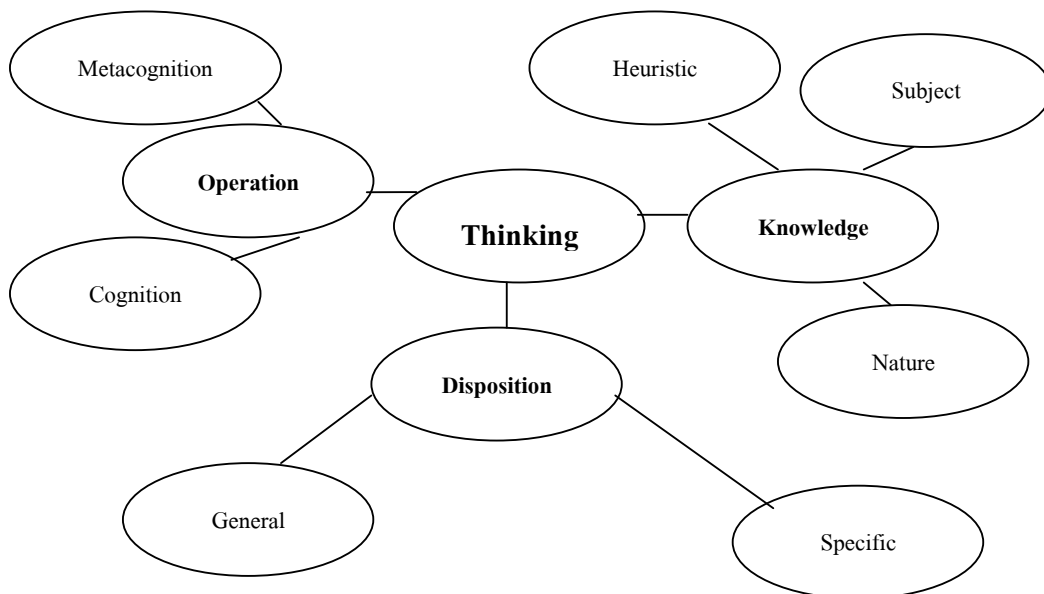 Metacognition
Heuristic
Subject
Operation
Thinking
Knowledge
Cognition
Nature
Disposition
General
Specific